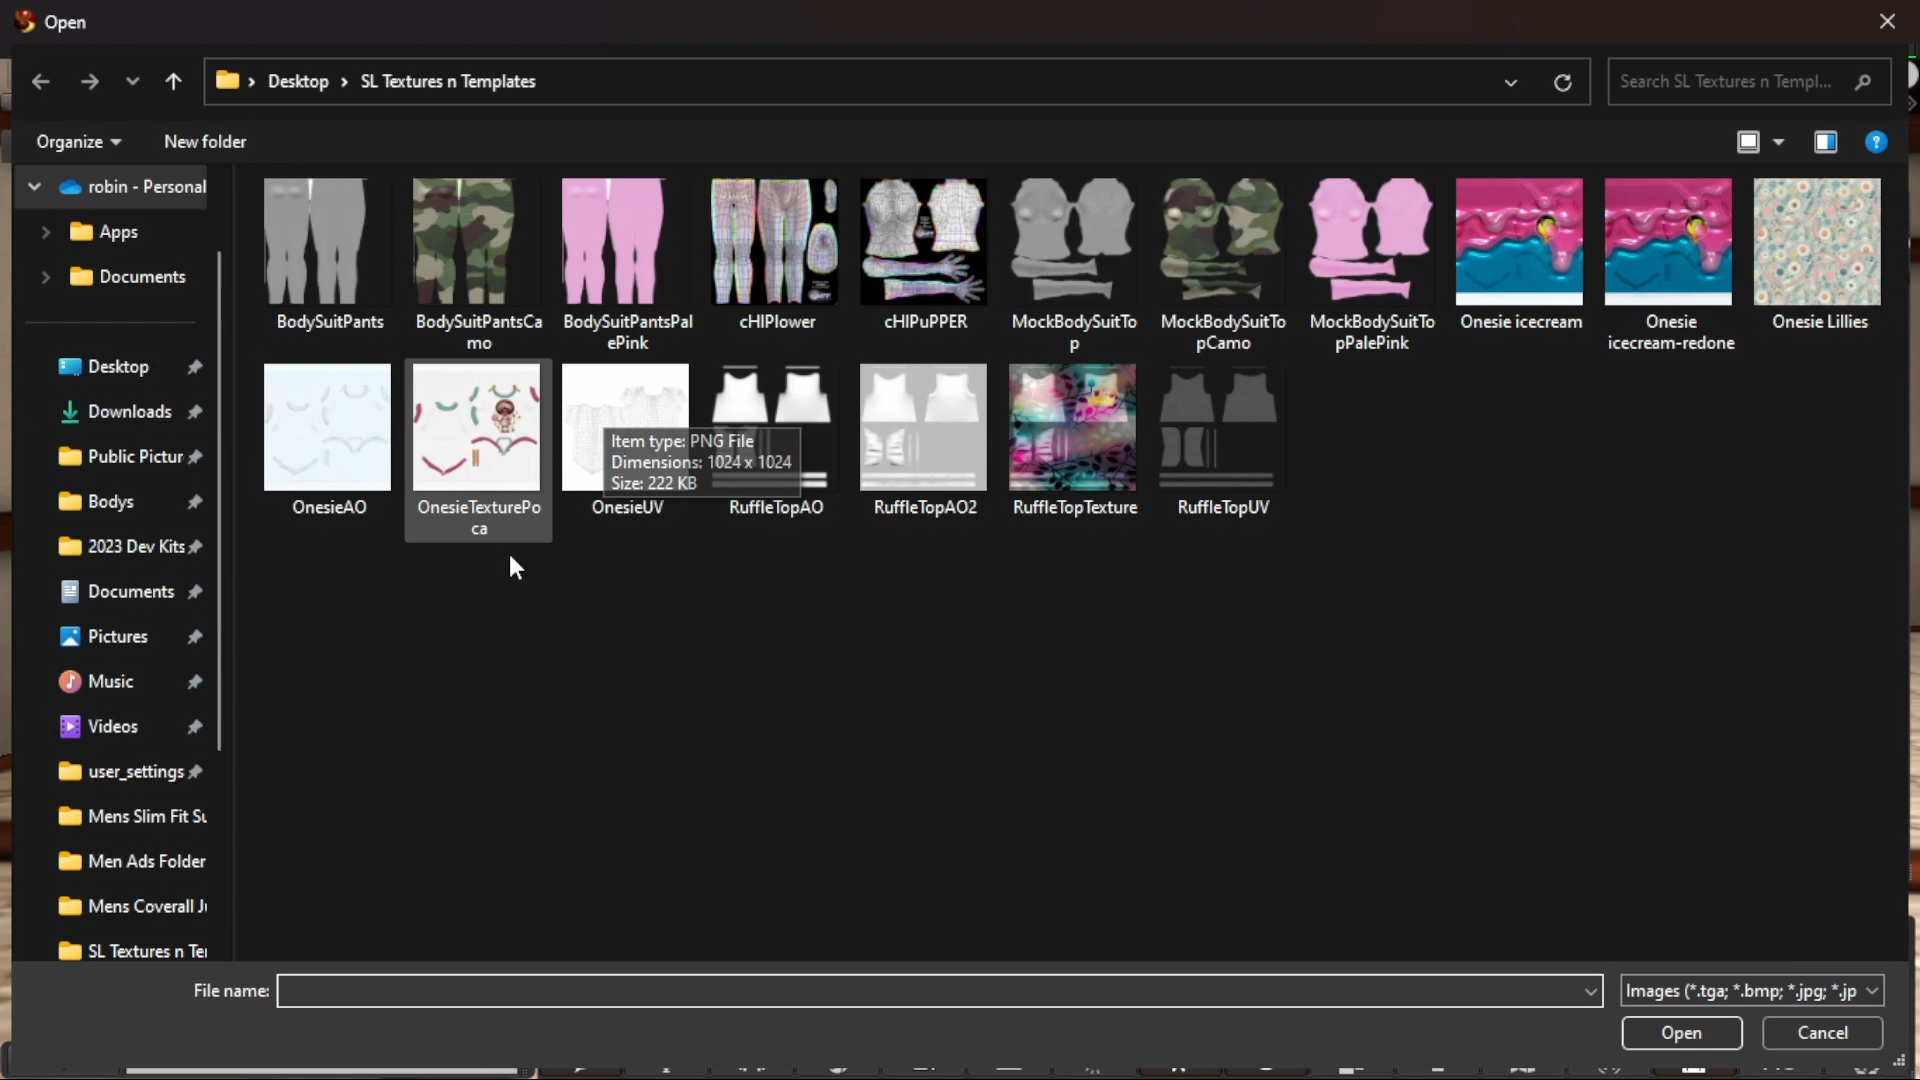 Open
Desktop
SL Textures n Templates
Search SL Textures n Templ...
Organize
New folder
robin - Personal
Apps
Documents
Desktop
Downloads
Public Pictur
Bodys
2023 Dev Kits
Documents
Pictures
Music
Videos
user_settings
Mens Slim Fit Su
Men Ads Folder
Mens Coverall Ju
SL Textures n Ter
BodySuitPants
BodySuitPantsCa
mo
BodySuitPantsPal
ePink
cHIPlower
cHIPuPPER
MockBodySuitTo
p
MockBodySuitTo
pCamo
MockBodySuitTo
pPalePink
Onesie icecream
Onesie
icecream-redone
Onesie Lillies
OnesieAO
OnesieTexturePo
ca
OnesieUV
Item type: PNG File
Dimensions: 1024 x 1024
Size: 222 KB
RuffleTopAO
RuffleTopAO2
RuffleTopTexture
RuffleTopUV
File name:
Images (*.tga; *.bmp; *.jpg; *.jp
Open
Cancel